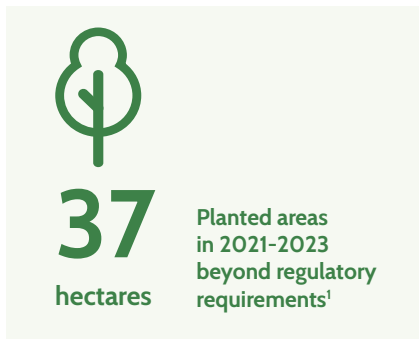 37
hectares
Planted areas
in 2021-2023
beyond regulatory
requirements¹